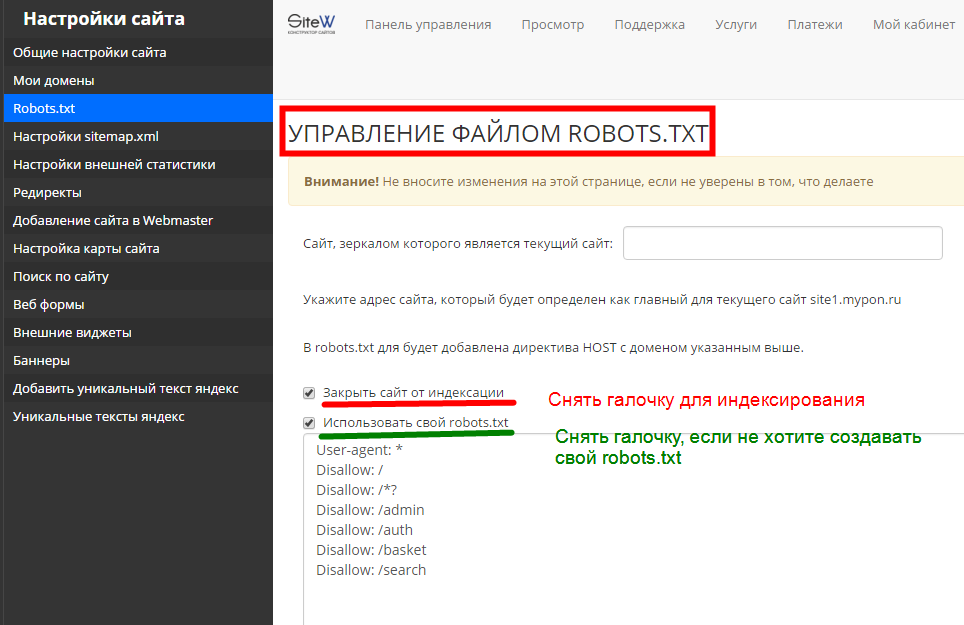 Настройки сайта
Общие настройки сайта
Мои домены
Robots.txt
Настройки sitemap.xml
Настройки внешней статистики
Редиректы
Добавление сайта в Webmaster
Настройка карты сайта
Поиск по сайту
Веб формы
Внешние виджеты
Баннеры
Добавить уникальный текст яндекс
Уникальные тексты яндекс
SiteW
КОНСТРУКТОР САЙТОВ
Панель управления Просмотр Поддержка Услуги Платежи Мой кабинет
УПРАВЛЕНИЕ ФАЙЛОМ ROBOTS.TXT
Внимание! Не вносите изменения на этой странице, если не уверены в том, что делаете
Сайт, зеркалом которого является текущий сайт:
Укажите адрес сайта, который будет определен как главный для текущего сайт site1.mypon.ru
В robots.txt для будет добавлена директива HOST с доменом указанным выше.
Закрыть сайт от индексации
Снять галочку для индексирования
Использовать свой robots.txt
Снять галочку, если не хотите создавать
свой robots.txt
User-agent: *
Disallow: /
Disallow: /*?
Disallow: /admin
Disallow: /auth
Disallow: /basket
Disallow: /search